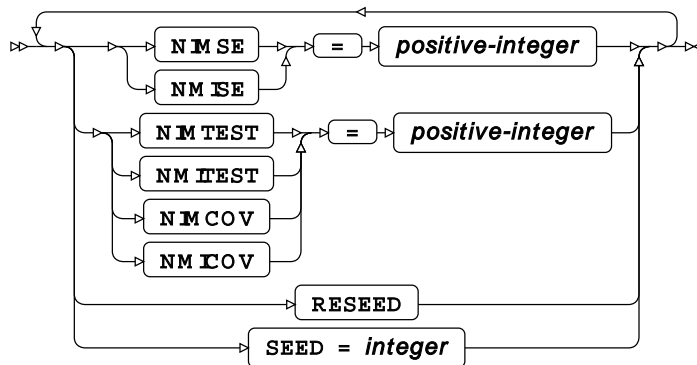 NIMSE = positive-integer
NMISE
NIMTEST = positive-integer
NMITEST
NIMCOV
NMICOV
RESEED
SEED = integer